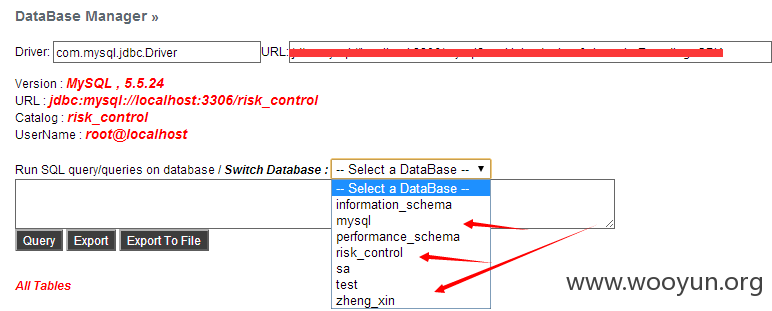 DataBase Manager »
Driver: com.mysql.jdbc.Driver URL:
Version : MySQL , 5.5.24
URL : jdbc:mysql://localhost:3306/risk_control
Catalog : risk_control
UserName : root@localhost
Run SQL query/queries on database / Switch Database : -- Select a DataBase --
-- Select a DataBase --
information_schema
mysql
performance_schema
risk_control
sa
test
zheng_xin
Query Export Export To File
All Tables
www.wooyun.org